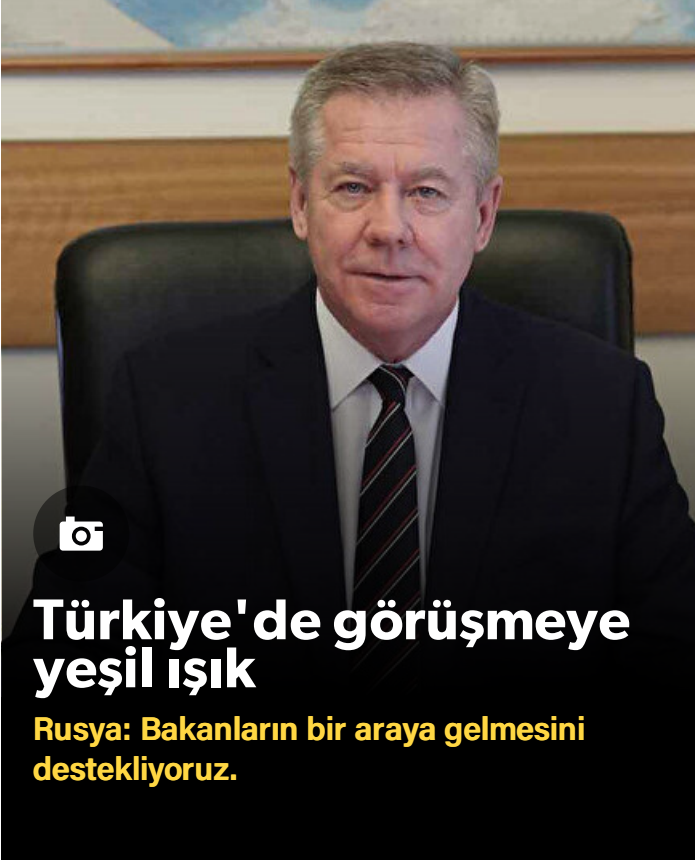 Türkiye'de görüşmeye
yeşil ışık
Rusya: Bakanların bir araya gelmesini
destekliyoruz.